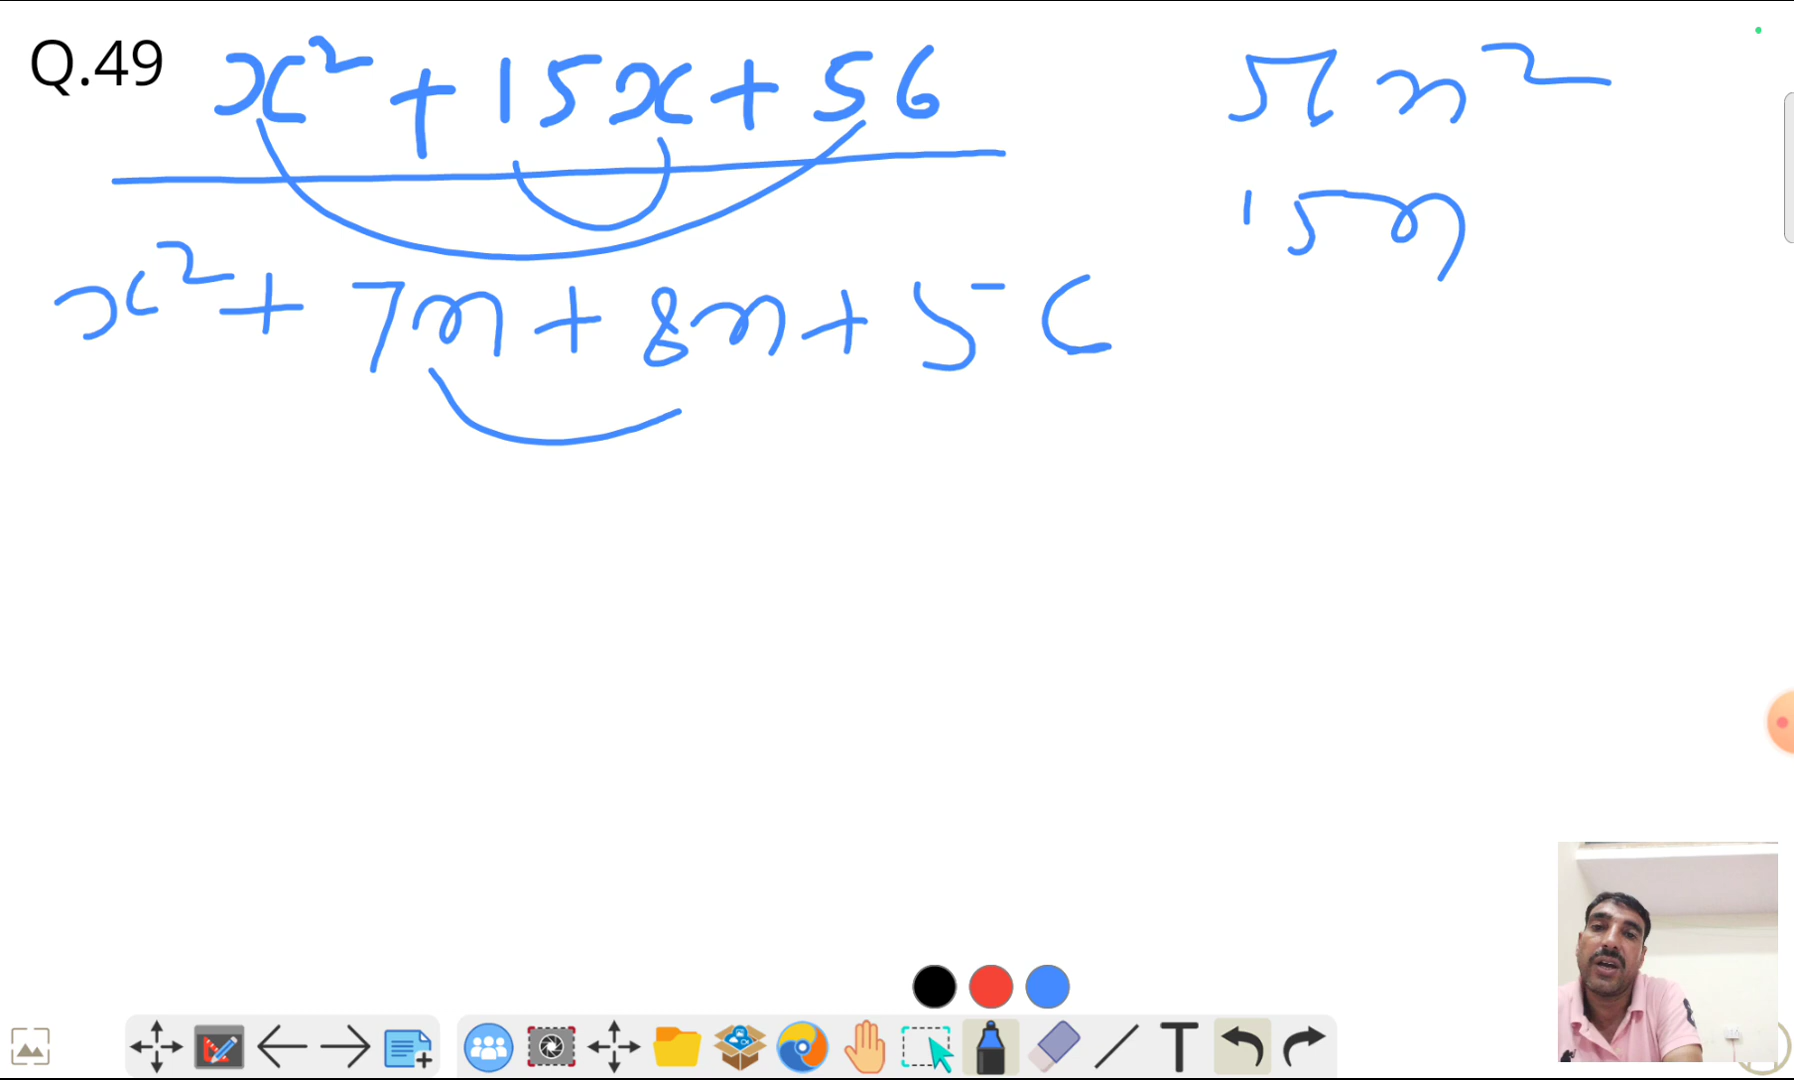 Q.49 x² + 15x + 56
56x²
15x
x² + 7x + 8x + 56
T